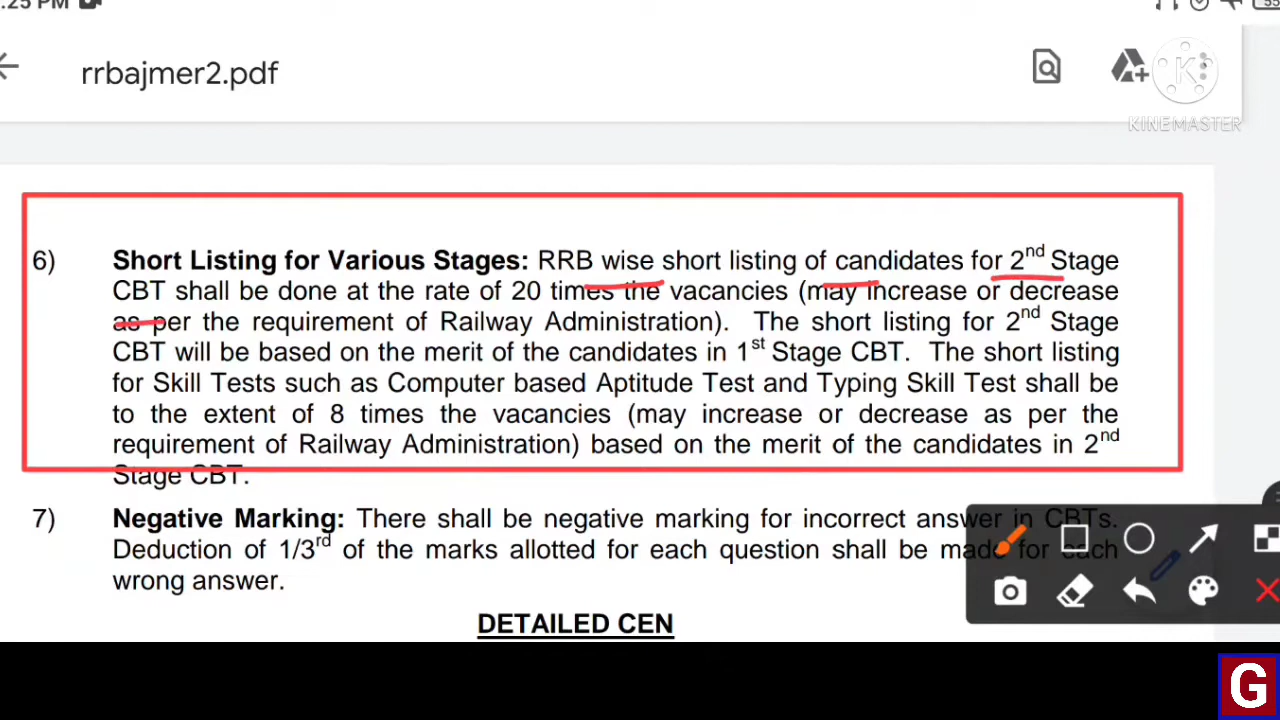 :25 PM
55
rrbajmer2.pdf
K
KINEMASTER
6) Short Listing for Various Stages: RRB wise short listing of candidates for 2nd Stage
CBT shall be done at the rate of 20 times the vacancies (may increase or decrease
as per the requirement of Railway Administration). The short listing for 2nd Stage
CBT will be based on the merit of the candidates in 1st Stage CBT. The short listing
for Skill Tests such as Computer based Aptitude Test and Typing Skill Test shall be
to the extent of 8 times the vacancies (may increase or decrease as per the
requirement of Railway Administration) based on the merit of the candidates in 2nd
Stage CBT.
7) Negative Marking: There shall be negative marking for incorrect answer in CBTs.
Deduction of 1/3rd of the marks allotted for each question shall be made for each
wrong answer.
DETAILED CEN
G